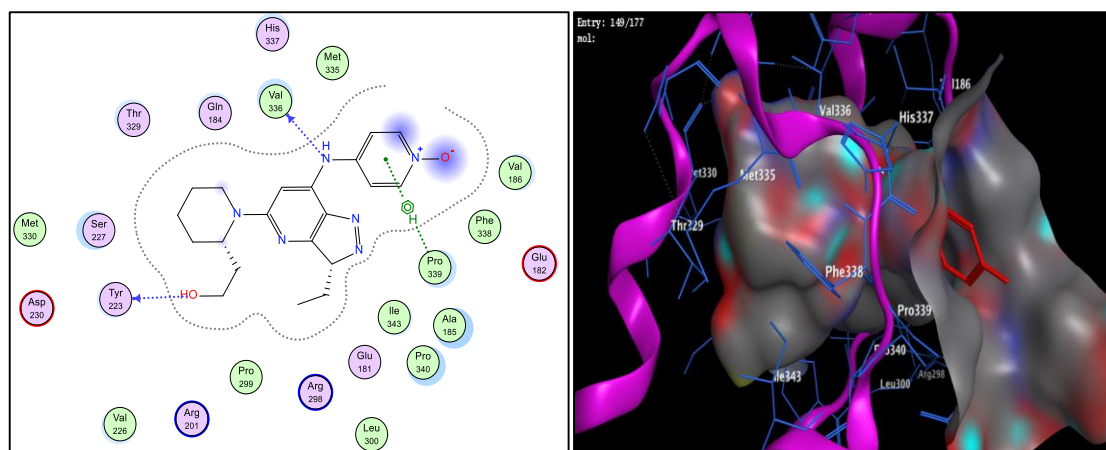 His
337
Met
335
Val
336
Gln
184
Thr
329
H
N
N
+
O
-
Val
186
H
N
N
N
N
Phe
338
Ser
227
Met
330
Pro
339
Glu
182
Tyr
223
HO
Asp
230
Ile
343
Ala
185
Glu
181
Pro
340
Pro
299
Arg
298
Arg
201
Val
226
Leu
300
Entry: 149/177
mol:
Val336
His337
Met335
Thr329
Phe338
Pro339
Leu300
Arg298